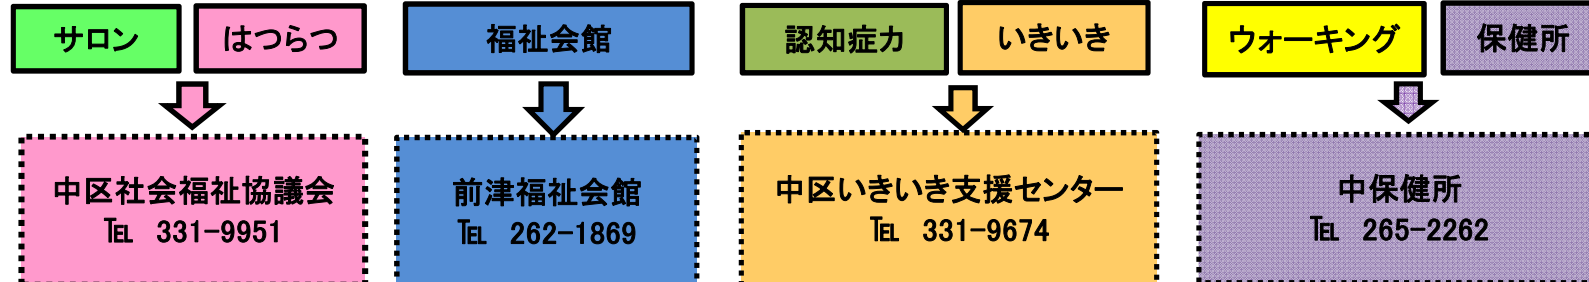 サロン はつらつ 福祉会館 認知症力 いきいき ウォーキング 保健所
中区社会福祉協議会
℡ 331-9951
前津福祉会館
℡ 262-1869
中区いきいき支援センター
℡ 331-9674
中保健所
℡ 265-2262